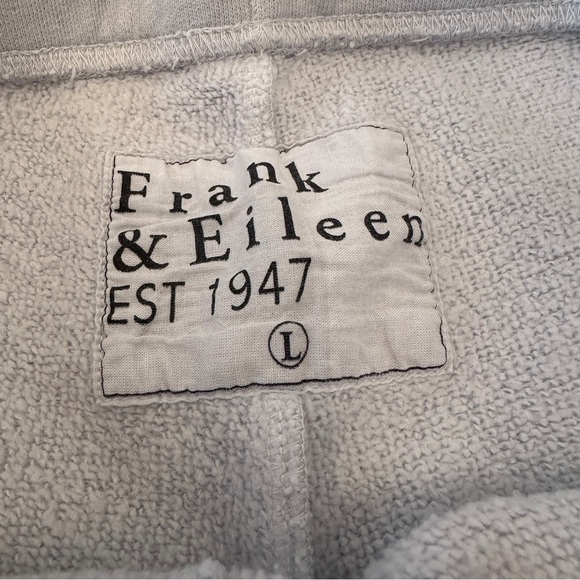 Frank
& Eileen
EST 1947
L